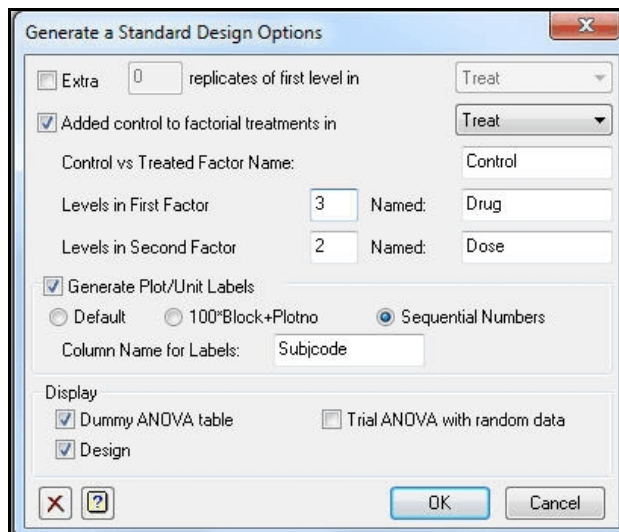 Generate a Standard Design Options
Extra 0 replicates of first level in Treat
Added control to factorial treatments in Treat
Control vs Treated Factor Name: Control
Levels in First Factor 3 Named: Drug
Levels in Second Factor 2 Named: Dose
Generate Plot/Unit Labels
Default 100*Block+Plotno Sequential Numbers
Column Name for Labels: Subjcode
Display
Dummy ANOVA table Trial ANOVA with random data
Design
OK Cancel